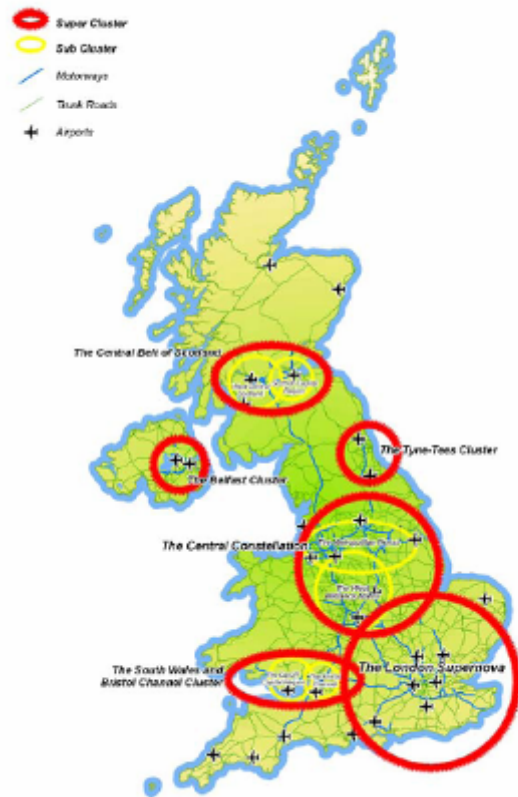 Super Cluster
Sub Cluster
Motorways
Trunk Roads
Airports
The Central Belt of Scotland
The Tyne-Tees Cluster
The Belfast Cluster
The Central Constellation
The London Supernova
The South Wales and
Bristol Channel Cluster